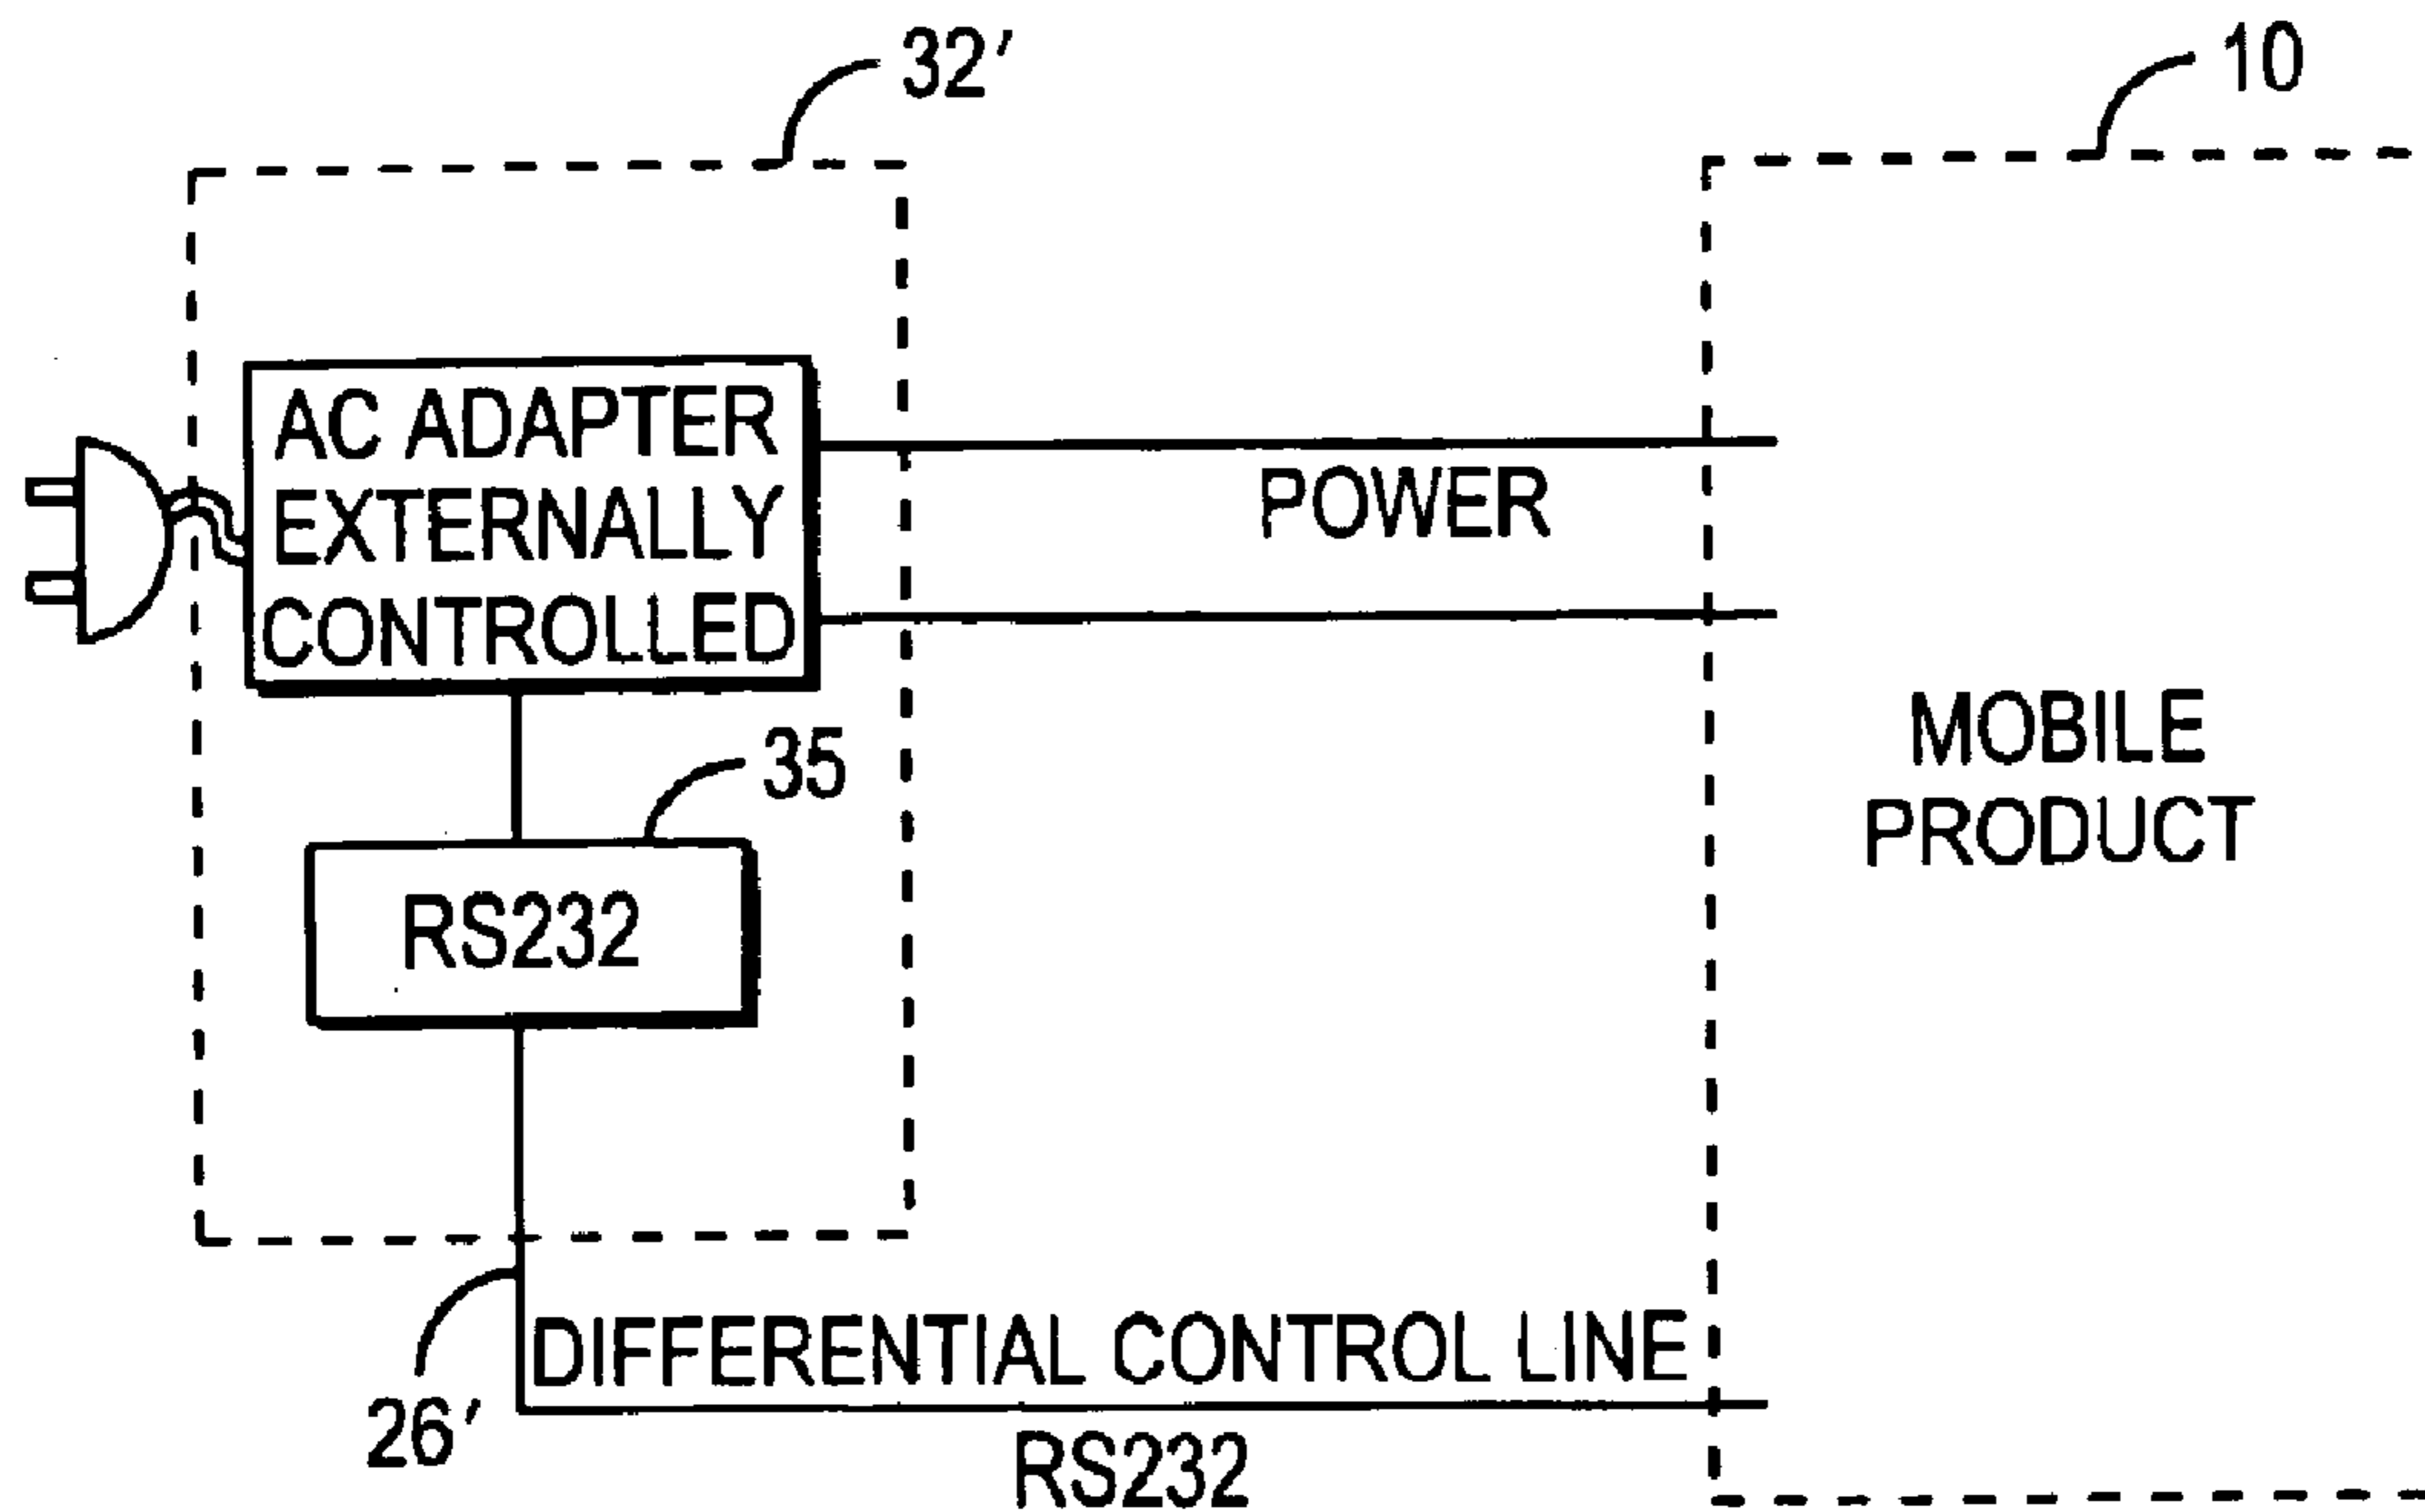 32′
10
AC ADAPTER
EXTERNALLY
CONTROLLED
POWER
MOBILE
PRODUCT
35
RS232
DIFFERENTIAL CONTROL LINE
26′
RS232